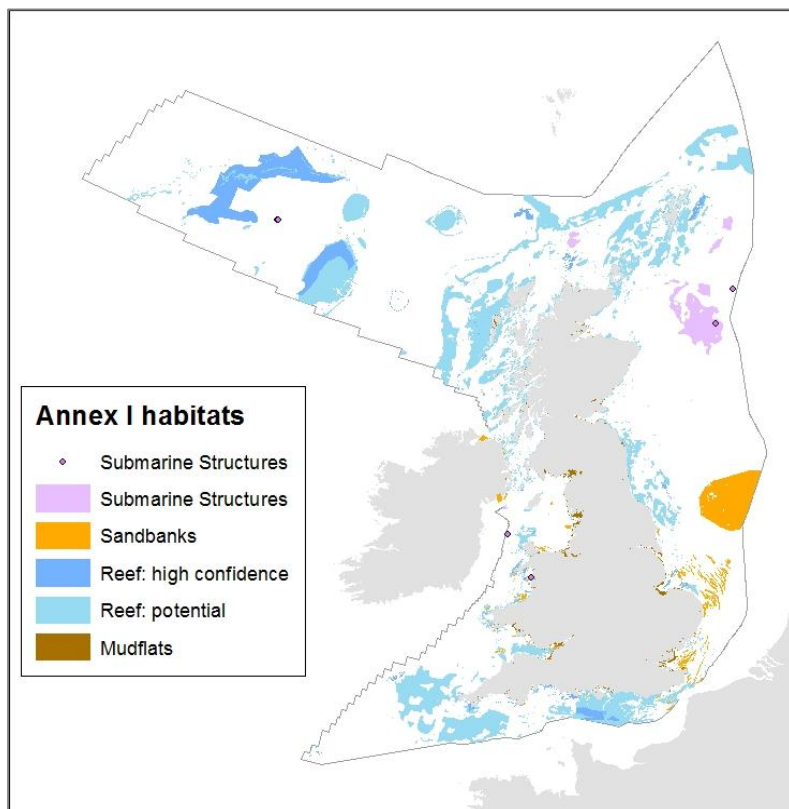 Annex I habitats
Submarine Structures
Submarine Structures
Sandbanks
Reef: high confidence
Reef: potential
Mudflats